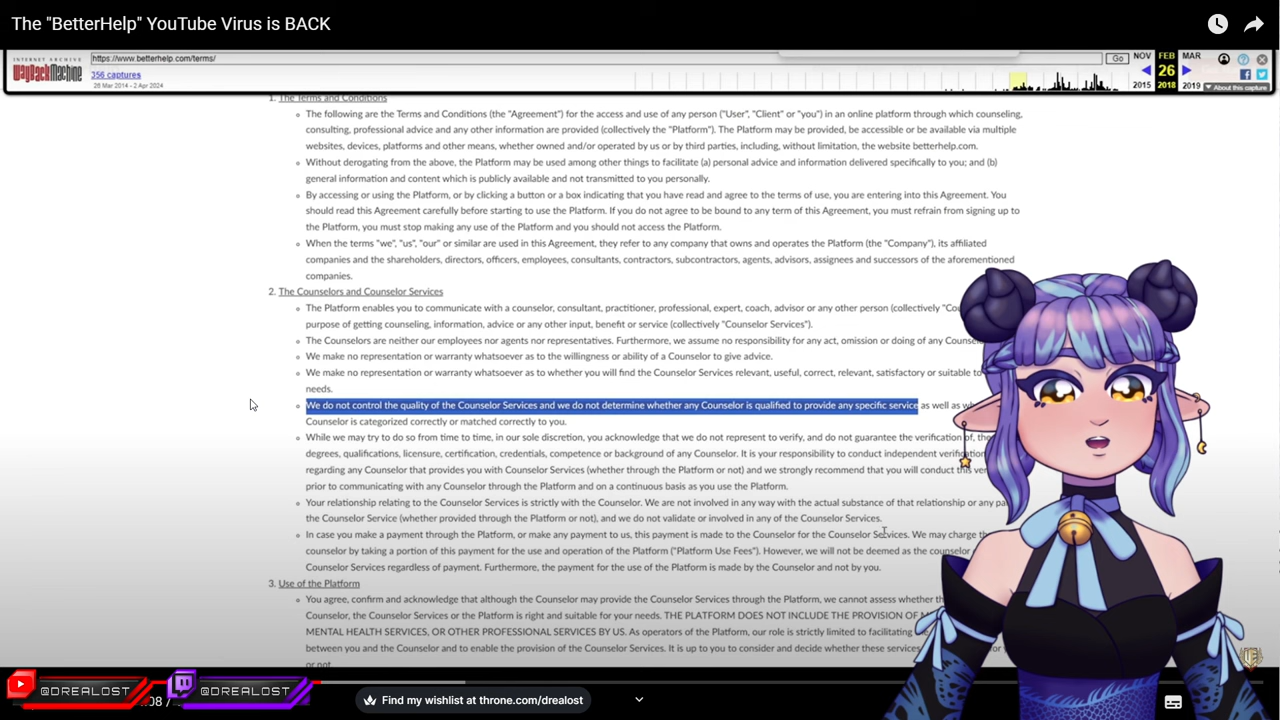 The "BetterHelp" YouTube Virus is BACK
INTERNET ARCHIVE
WayBackMachine
https://www.betterhelp.com/terms/
Go
NOV
FEB
MAR
356 captures
26
26 Mar 2014 - 2 Apr 2024
2015
2018
2019
About this capture
1. The Terms and Conditions
The following are the Terms and Conditions (the "Agreement") for the access and use of any person ("User", "Client" or "you") in an online platform through which counseling,
consulting, professional advice and any other information are provided (collectively the "Platform"). The Platform may be provided, be accessible or be available via multiple
websites, devices, platforms and other means, whether owned and/or operated by us or by third parties, including, without limitation, the website betterhelp.com.
Without derogating from the above, the Platform may be used among other things to facilitate (a) personal advice and information delivered specifically to you; and (b)
general information and content which is publicly available and not transmitted to you personally.
By accessing or using the Platform, or by clicking a button or a box indicating that you have read and agree to the terms of use, you are entering into this Agreement. You
should read this Agreement carefully before starting to use the Platform. If you do not agree to be bound to any term of this Agreement, you must refrain from signing up to
the Platform, you must stop making any use of the Platform and you should not access the Platform.
When the terms "we", "us", "our" or similar are used in this Agreement, they refer to any company that owns and operates the Platform (the "Company"), its affiliated
companies and the shareholders, directors, officers, employees, consultants, contractors, subcontractors, agents, advisors, assignees and successors of the aforementioned
companies.
2. The Counselors and Counselor Services
The Platform enables you to communicate with a counselor, consultant, practitioner, professional, expert, coach, advisor or any other person (collectively
purpose of getting counseling, information, advice or any other input, benefit or service (collectively "Counselor Services").
The Counselors are neither our employees nor agents nor representatives. Furthermore, we assume no responsibility for any act, omission or doing of any
We make no representation or warranty whatsoever as to the willingness or ability of a Counselor to give advice.
We make no representation or warranty whatsoever as to whether you will find the Counselor Services relevant, useful, correct, relevant, satisfactory or suitable to
needs.
We do not control the quality of the Counselor Services and we do not determine whether any Counselor is qualified to provide any specific service as well as
Counselor is categorized correctly or matched correctly to you.
While we may try to do so from time to time, in our sole discretion, you acknowledge that we do not represent to verify, and do not guarantee the verification of,
degrees, qualifications, licensure, certification, credentials, competence or background of any Counselor. It is your responsibility to conduct independent
regarding any Counselor that provides you with Counselor Services (whether through the Platform or not) and we strongly recommend that you will conduct this
prior to communicating with any Counselor through the Platform and on a continuous basis as you use the Platform.
Your relationship relating to the Counselor Services is strictly with the Counselor. We are not involved in any way with the actual substance of that relationship or any
the Counselor Service (whether provided through the Platform or not), and we do not validate or involved in any of the Counselor Services.
In case you make a payment through the Platform, or make any payment to us, this payment is made to the Counselor for the Counselor Services. We may charge
counselor by taking a portion of this payment for the use and operation of the Platform ("Platform Use Fees"). However, we will not be deemed as the counselor
Counselor Services regardless of payment. Furthermore, the payment for the use of the Platform is made by the Counselor and not by you.
3. Use of the Platform
You agree, confirm and acknowledge that although the Counselor may provide the Counselor Services through the Platform, we cannot assess whether
Counselor, the Counselor Services or the Platform is right and suitable for your needs. THE PLATFORM DOES NOT INCLUDE THE PROVISION OF
MENTAL HEALTH SERVICES, OR OTHER PROFESSIONAL SERVICES BY US. As operators of the Platform, our role is strictly limited to facilitating
between you and the Counselor and to enable the provision of the Counselor Services. It is up to you to consider and decide whether these services
or not.
@DREALOST
@DREALOST
:08 /
Find my wishlist at throne.com/drealost